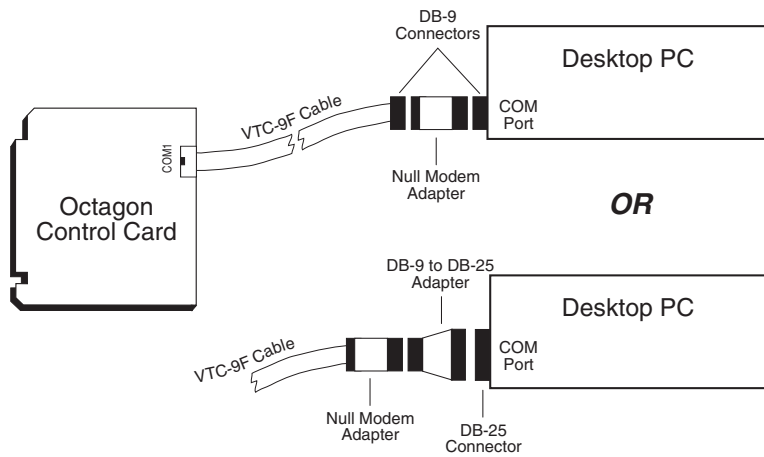 DB-9
Connectors
Desktop PC
COM
Port
VTC-9F Cable
COM1
Null Modem
Adapter
Octagon
Control Card
OR
DB-9 to DB-25
Adapter
Desktop PC
COM
Port
VTC-9F Cable
Null Modem
Adapter
DB-25
Connector